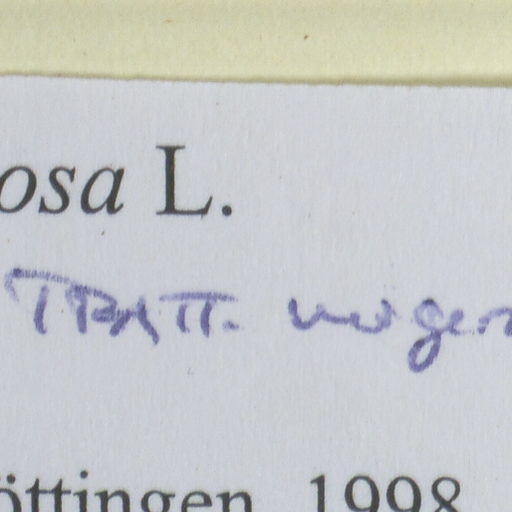 osa L.
TRATT.
öttingen 1998